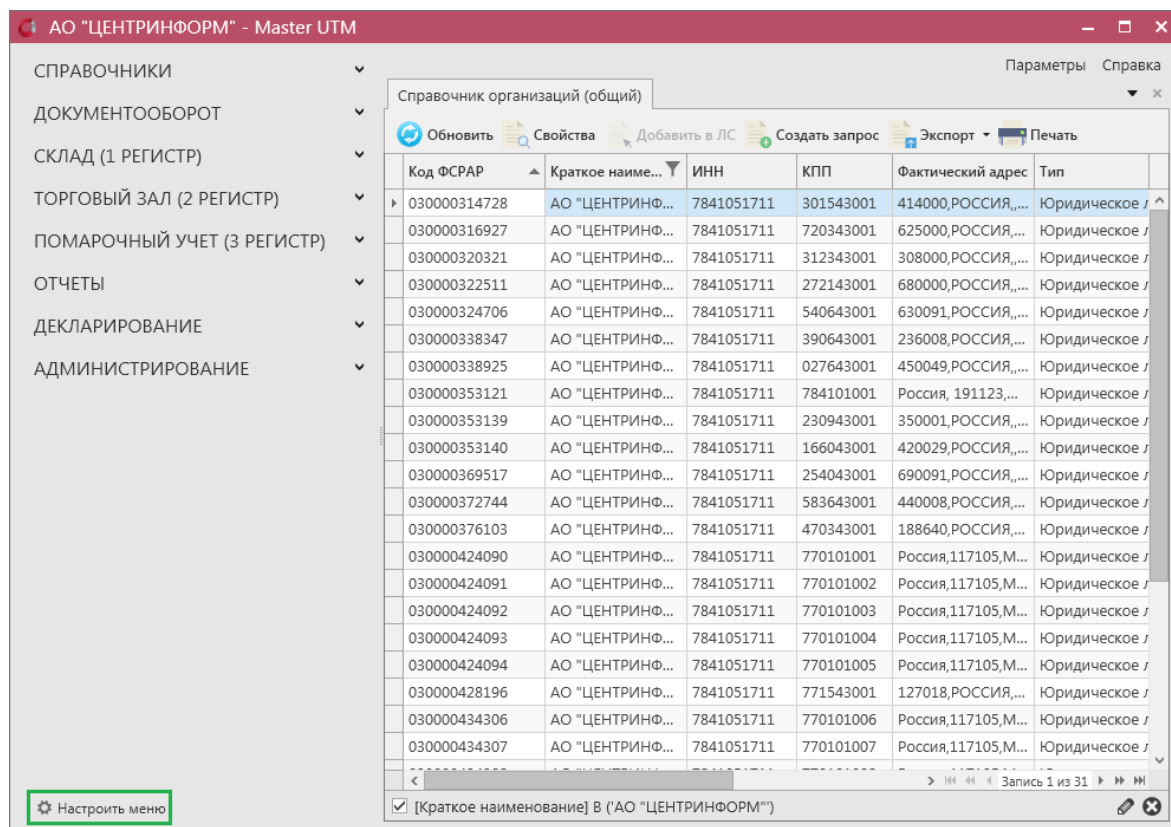 АО "ЦЕНТРИНФОРМ" - Master UTM
Параметры Справка
СПРАВОЧНИКИ
ДОКУМЕНТООБОРОТ
СКЛАД (1 РЕГИСТР)
ТОРГОВЫЙ ЗАЛ (2 РЕГИСТР)
ПОМАРОЧНЫЙ УЧЕТ (3 РЕГИСТР)
ОТЧЕТЫ
ДЕКЛАРИРОВАНИЕ
АДМИНИСТРИРОВАНИЕ
Настроить меню
Справочник организаций (общий)
Обновить Свойства Добавить в ЛС Создать запрос Экспорт Печать
Код ФСРАР Краткое наиме... ИНН КПП Фактический адрес Тип
030000314728 АО "ЦЕНТРИНФ... 7841051711 301543001 414000,РОССИЯ,,... Юридическое л
030000316927 АО "ЦЕНТРИНФ... 7841051711 720343001 625000,РОССИЯ,... Юридическое л
030000320321 АО "ЦЕНТРИНФ... 7841051711 312343001 308000,РОССИЯ,,... Юридическое л
030000322511 АО "ЦЕНТРИНФ... 7841051711 272143001 680000,РОССИЯ,,... Юридическое л
030000324706 АО "ЦЕНТРИНФ... 7841051711 540643001 630091,РОССИЯ,,... Юридическое л
030000338347 АО "ЦЕНТРИНФ... 7841051711 390643001 236008,РОССИЯ,... Юридическое л
030000338925 АО "ЦЕНТРИНФ... 7841051711 027643001 450049,РОССИЯ,,... Юридическое л
030000353121 АО "ЦЕНТРИНФ... 7841051711 784101001 Россия, 191123,... Юридическое л
030000353139 АО "ЦЕНТРИНФ... 7841051711 230943001 350001,РОССИЯ,,... Юридическое л
030000353140 АО "ЦЕНТРИНФ... 7841051711 166043001 420029,РОССИЯ,,... Юридическое л
030000369517 АО "ЦЕНТРИНФ... 7841051711 254043001 690091,РОССИЯ,,... Юридическое л
030000372744 АО "ЦЕНТРИНФ... 7841051711 583643001 440008,РОССИЯ,... Юридическое л
030000376103 АО "ЦЕНТРИНФ... 7841051711 470343001 188640,РОССИЯ,... Юридическое л
030000424090 АО "ЦЕНТРИНФ... 7841051711 770101001 Россия,117105,М... Юридическое л
030000424091 АО "ЦЕНТРИНФ... 7841051711 770101002 Россия,117105,М... Юридическое л
030000424092 АО "ЦЕНТРИНФ... 7841051711 770101003 Россия,117105,М... Юридическое л
030000424093 АО "ЦЕНТРИНФ... 7841051711 770101004 Россия,117105,М... Юридическое л
030000424094 АО "ЦЕНТРИНФ... 7841051711 770101005 Россия,117105,М... Юридическое л
030000428196 АО "ЦЕНТРИНФ... 7841051711 771543001 127018,РОССИЯ,... Юридическое л
030000434306 АО "ЦЕНТРИНФ... 7841051711 770101006 Россия,117105,М... Юридическое л
030000434307 АО "ЦЕНТРИНФ... 7841051711 770101007 Россия,117105,М... Юридическое л
Запись 1 из 31
[Краткое наименование] В ('АО "ЦЕНТРИНФОРМ"')